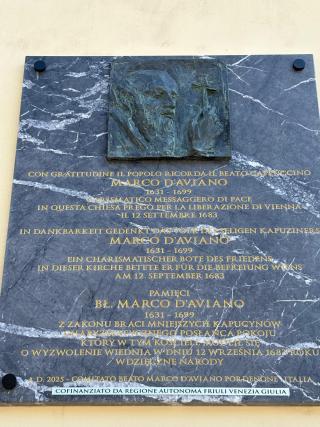 CON GRATITUDINE IL POPOLO RICORDA IL BEATO CAPPUCCINO
MARCO D'AVIANO
1631 - 1699
CARISMATICO MESSAGGERO DI PACE
IN QUESTA CHIESA PREGÒ PER LA LIBERAZIONE DI VIENNA
IL 12 SETTEMBRE 1683
IN DANKBARKEIT GEDENKT DAS VOLK DES SELIGEN KAPUZINERS
MARCO D'AVIANO
1631 - 1699
EIN CHARISMATISCHER BOTE DES FRIEDENS
IN DIESER KIRCHE BETETE ER FÜR DIE BEFREIUNG WIENS
AM 12. SEPTEMBER 1683
PAMIĘCI
BŁ. MARCO D'AVIANO
1631 - 1699
Z ZAKONU BRACI MNIEJSZYCH KAPUCYNÓW
CHARYZMATYCZNEGO POSŁAŃCA POKOJU
KTÓRY W TYM KOŚCIELE MODLIŁ SIĘ
O WYZWOLENIE WIEDNIA W DNIU 12 WRZEŚNIA 1683 ROKU
WDZIĘCZNE NARODY
A.D. 2025 - COMITATO BEATO MARCO D'AVIANO PORDENONE ITALIA
COFINANZIATO DA REGIONE AUTONOMA FRIULI VENEZIA GIULIA